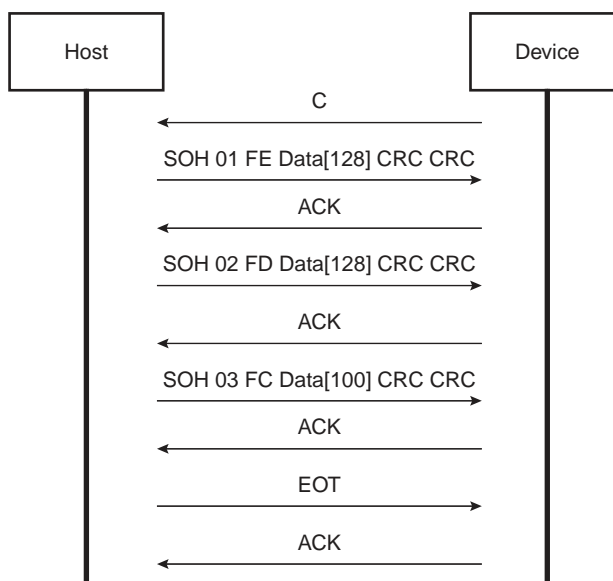 Host
Device
C
SOH 01 FE Data[128] CRC CRC
ACK
SOH 02 FD Data[128] CRC CRC
ACK
SOH 03 FC Data[100] CRC CRC
ACK
EOT
ACK